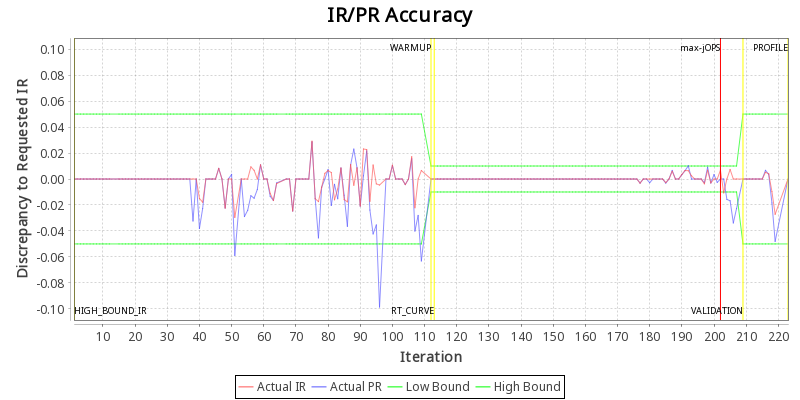 IR/PR Accuracy
Discrepancy to Requested IR
0.10
0.08
0.06
0.04
0.02
0.00
-0.02
-0.04
-0.06
-0.08
-0.10
WARMUP
max-jOPS
PROFILE
HIGH_BOUND_IR
RT_CURVE
VALIDATION
10 20 30 40 50 60 70 80 90 100 110 120 130 140 150 160 170 180 190 200 210 220
Iteration
Actual IR Actual PR Low Bound High Bound